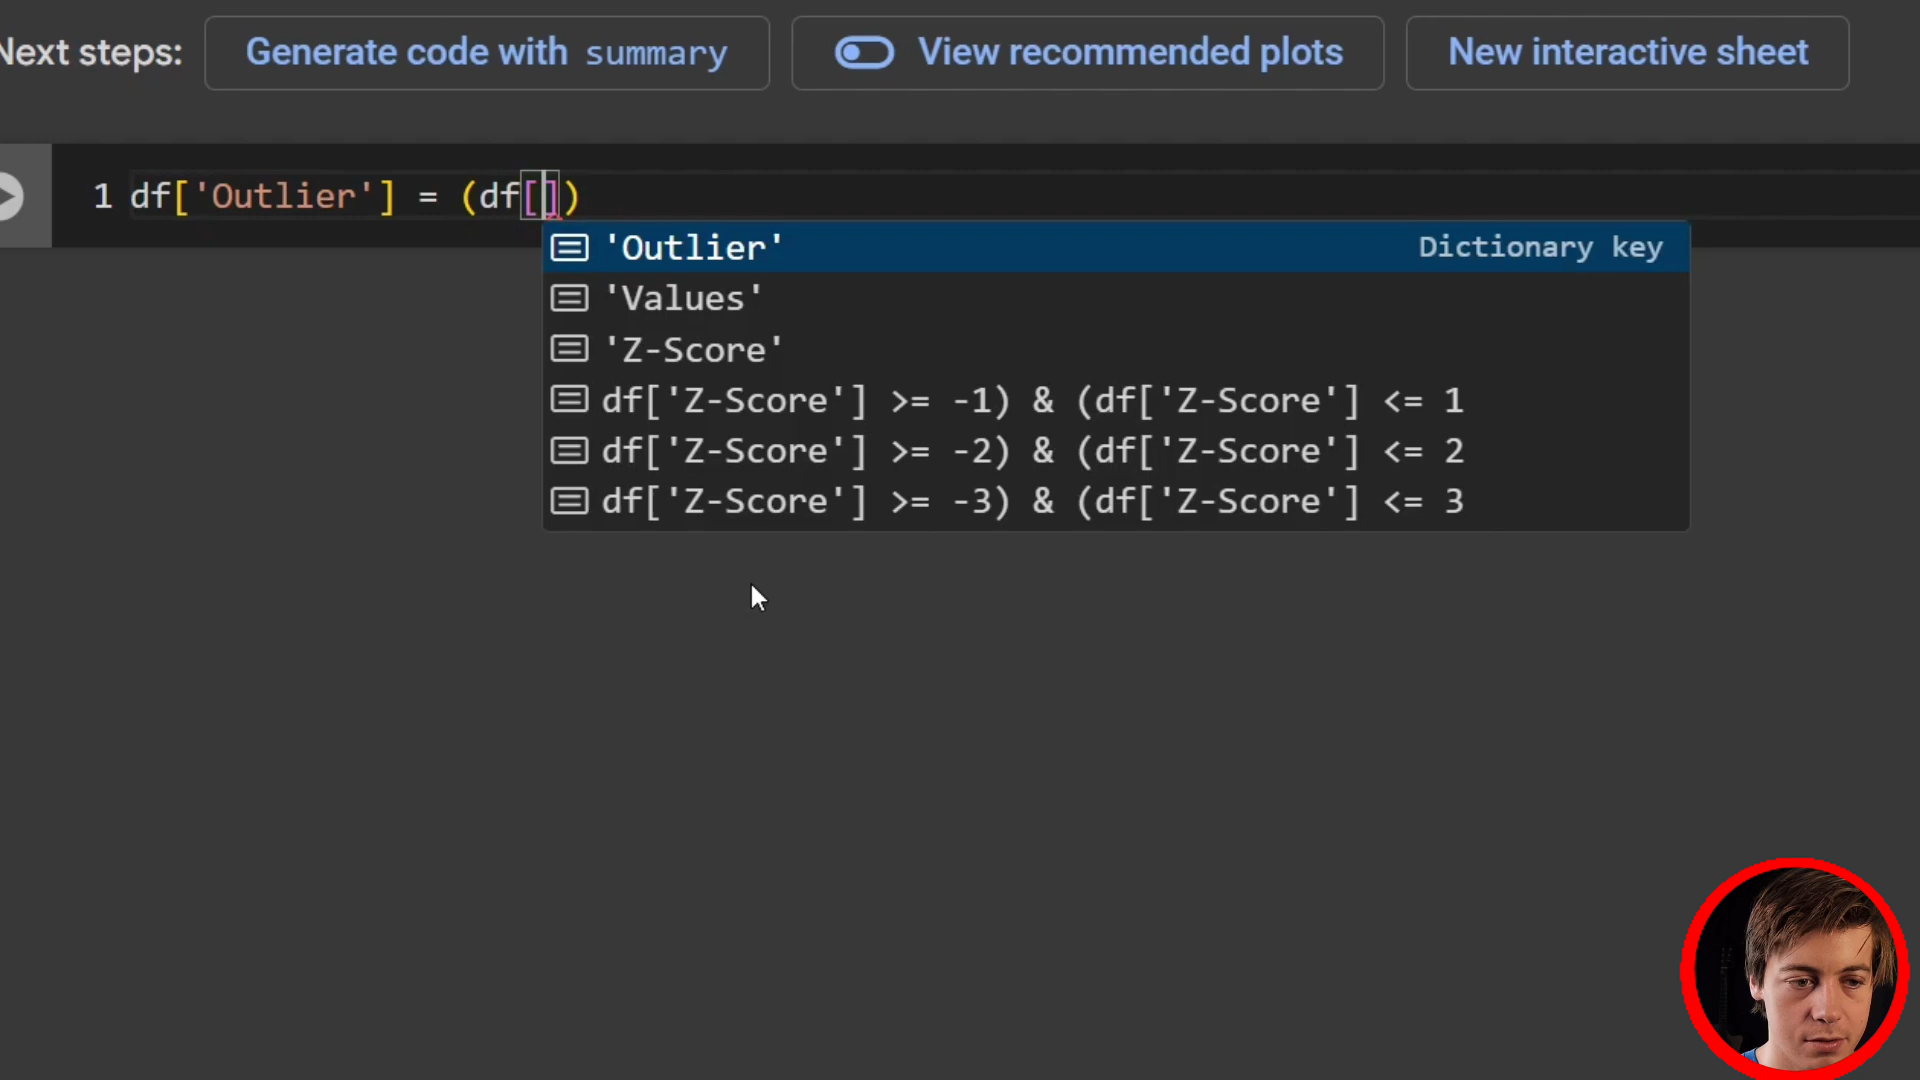 Next steps: Generate code with summary View recommended plots New interactive sheet
1 df['Outlier'] = (df[])
'Outlier' Dictionary key
'Values'
'Z-Score'
df['Z-Score'] >= -1) & (df['Z-Score'] <= 1
df['Z-Score'] >= -2) & (df['Z-Score'] <= 2
df['Z-Score'] >= -3) & (df['Z-Score'] <= 3